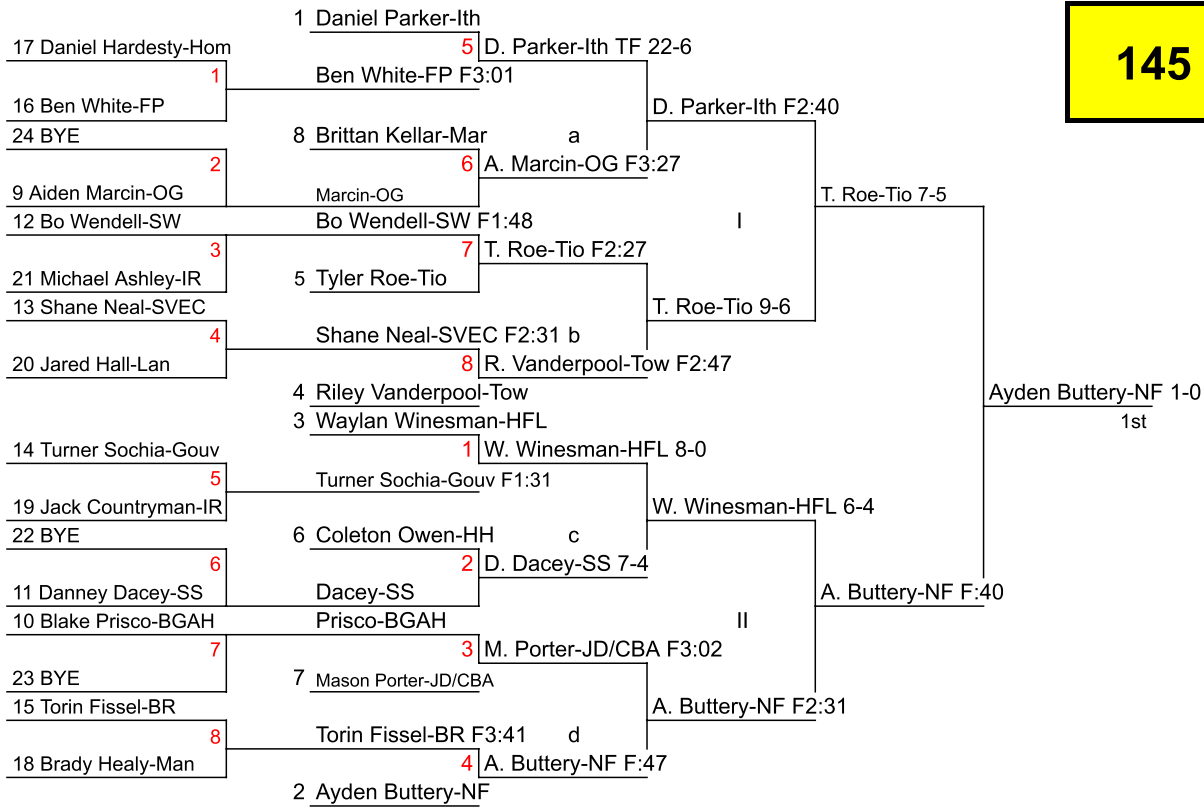 1 Daniel Parker-Ith
17 Daniel Hardesty-Hom
5 D. Parker-Ith TF 22-6
145
1
Ben White-FP F3:01
16 Ben White-FP
D. Parker-Ith F2:40
24 BYE
8 Brittan Kellar-Mar a
2
6 A. Marcin-OG F3:27
9 Aiden Marcin-OG
Marcin-OG
T. Roe-Tio 7-5
12 Bo Wendell-SW
Bo Wendell-SW F1:48
I
3
7 T. Roe-Tio F2:27
21 Michael Ashley-IR
5 Tyler Roe-Tio
13 Shane Neal-SVEC
T. Roe-Tio 9-6
4
Shane Neal-SVEC F2:31 b
20 Jared Hall-Lan
8 R. Vanderpool-Tow F2:47
4 Riley Vanderpool-Tow
Ayden Buttery-NF 1-0
3 Waylan Winesman-HFL
1st
14 Turner Sochia-Gouv
1 W. Winesman-HFL 8-0
5
Turner Sochia-Gouv F1:31
19 Jack Countryman-IR
W. Winesman-HFL 6-4
22 BYE
6 Coleton Owen-HH c
6
2 D. Dacey-SS 7-4
11 Danney Dacey-SS
Dacey-SS
A. Buttery-NF F:40
10 Blake Prisco-BGAH
Prisco-BGAH
II
7
3 M. Porter-JD/CBA F3:02
23 BYE
7 Mason Porter-JD/CBA
15 Torin Fissel-BR
A. Buttery-NF F2:31
8
Torin Fissel-BR F3:41 d
18 Brady Healy-Man
4 A. Buttery-NF F:47
2 Ayden Buttery-NF